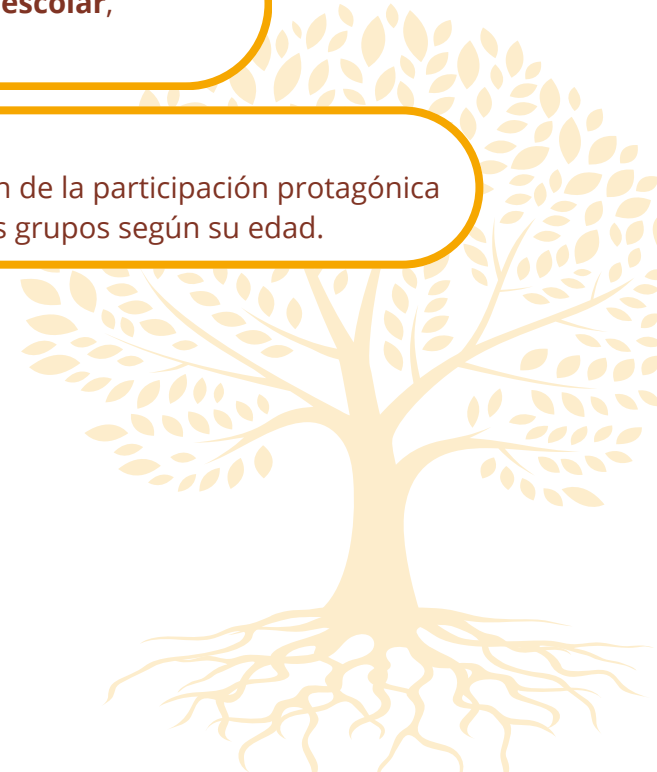 escolar,
n de la participación protagónica
s grupos según su edad.